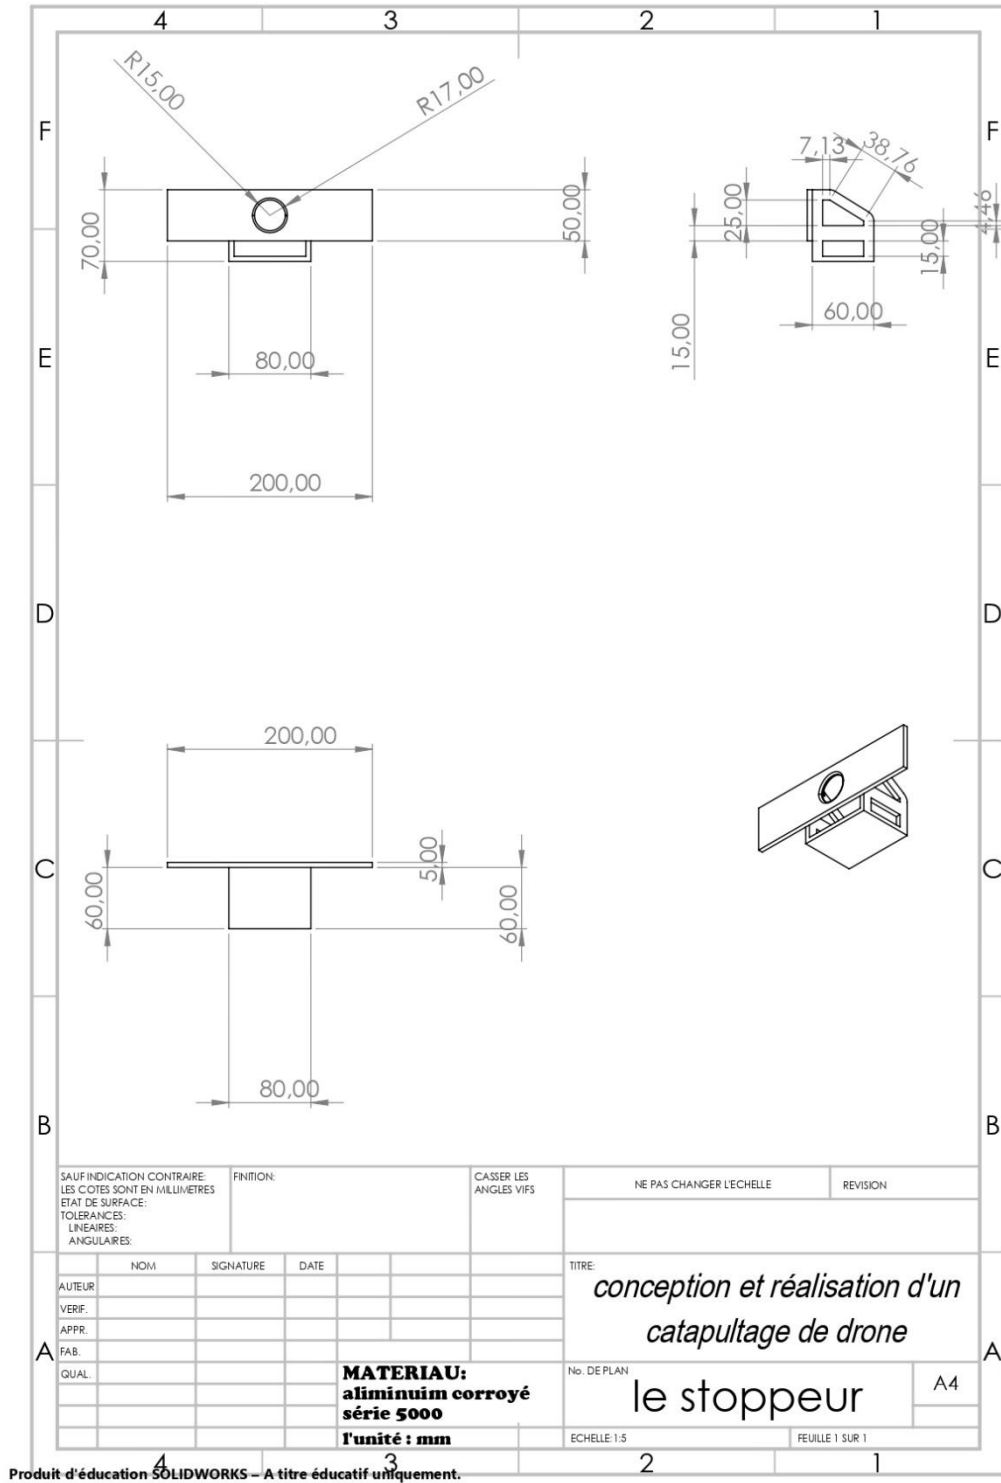 4 3 2 1
R15,00
R17,00
F F
7,13 38,76
70,00
50,00
25,00
4,46
15,00
15,00
60,00
E E
80,00
200,00
D D
200,00
5,00
C C
60,00
60,00
80,00
B B
SAUF INDICATION CONTRAIRE:
LES COTES SONT EN MILLIMETRES
ETAT DE SURFACE:
TOLERANCES:
LINEAIRES:
ANGULAIRES:
FINITION:
CASSER LES
ANGLES VIFS
NE PAS CHANGER L'ECHELLE
REVISION
NOM SIGNATURE DATE
AUTEUR
VERIF.
APPR.
FAB.
QUAL.
TITRE:
conception et réalisation d'un
catapultage de drone
A A
MATERIAU:
aliminuim corroyé
série 5000
l'unité : mm
No. DE PLAN
le stoppeur
A4
ECHELLE:1:5
FEUILLE 1 SUR 1
4 3 2 1
Produit d'éducation SOLIDWORKS – A titre éducatif uniquement.